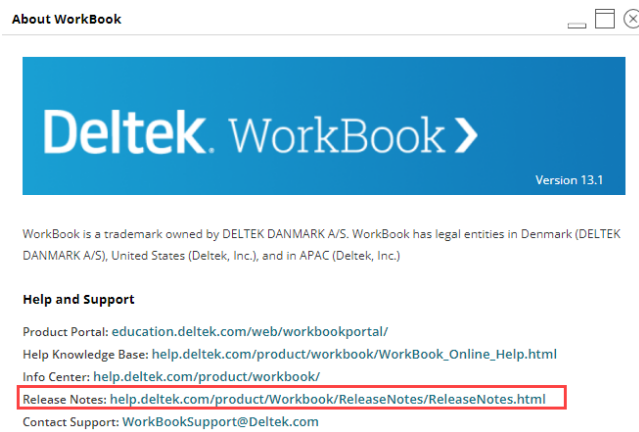 About WorkBook
Deltek. WorkBook
Version 13.1
WorkBook is a trademark owned by DELTEK DANMARK A/S. WorkBook has legal entities in Denmark (DELTEK
DANMARK A/S), United States (Deltek, Inc.), and in APAC (Deltek, Inc.)
Help and Support
Product Portal: education.deltek.com/web/workbookportal/
Help Knowledge Base: help.deltek.com/product/workbook/WorkBook_Online_Help.html
Info Center: help.deltek.com/product/workbook/
Release Notes: help.deltek.com/product/Workbook/ReleaseNotes/ReleaseNotes.html
Contact Support: WorkBookSupport@Deltek.com